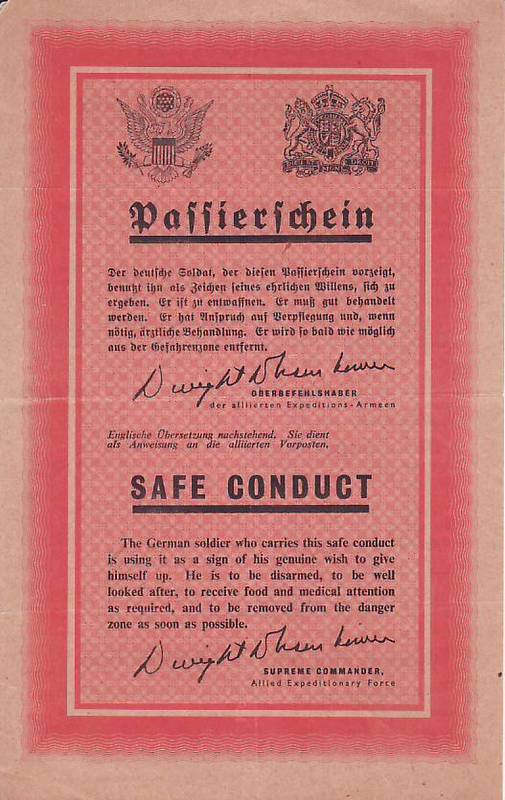 Passierschein
Der deutsche Soldat, der diesen Passierschein vorzeigt,
benutzt ihn als Zeichen seines ehrlichen Willens, sich zu
ergeben. Er ist zu entwaffnen. Er muß gut behandelt
werden. Er hat Anspruch auf Verpflegung und, wenn
nötig, ärztliche Behandlung. Er wird so bald wie möglich
aus der Gefahrenzone entfernt.
Dwight D Eisenhower
OBERBEFEHLSHABER
der alliierten Expeditions-Armeen
Englische Übersetzung nachstehend. Sie dient
als Anweisung an die alliierten Vorposten.
SAFE CONDUCT
The German soldier who carries this safe conduct
is using it as a sign of his genuine wish to give
himself up. He is to be disarmed, to be well
looked after, to receive food and medical attention
as required, and to be removed from the danger
zone as soon as possible.
Dwight D Eisenhower
SUPREME COMMANDER,
Allied Expeditionary Force